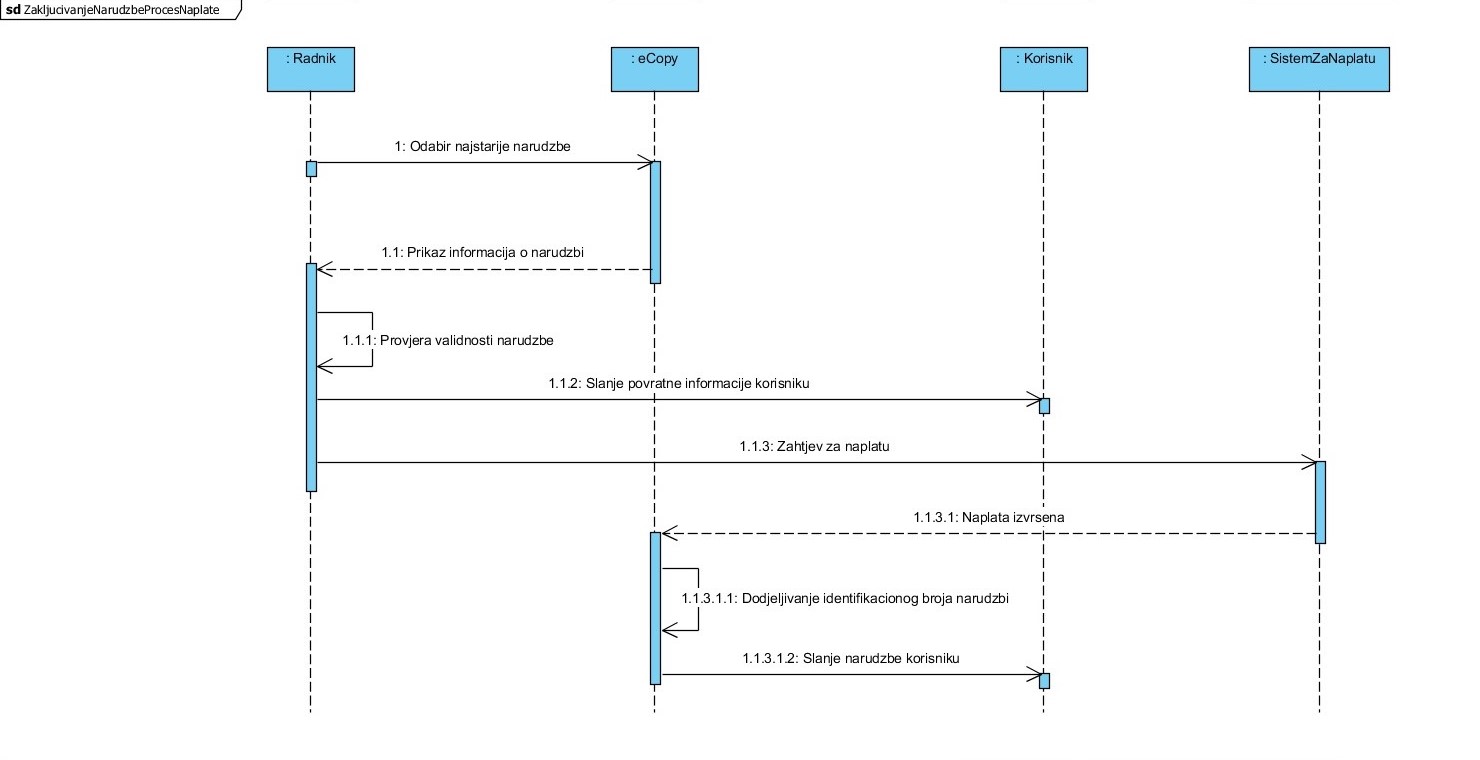 sd ZakljucivanjeNarudzbeProcesNaplate
: Radnik
: eCopy
: Korisnik
: SistemZaNaplatu
1: Odabir najstarije narudzbe
1.1: Prikaz informacija o narudzbi
1.1.1: Provjera validnosti narudzbe
1.1.2: Slanje povratne informacije korisniku
1.1.3: Zahtjev za naplatu
1.1.3.1: Naplata izvrsena
1.1.3.1.1: Dodjeljivanje identifikacionog broja narudzbi
1.1.3.1.2: Slanje narudzbe korisniku